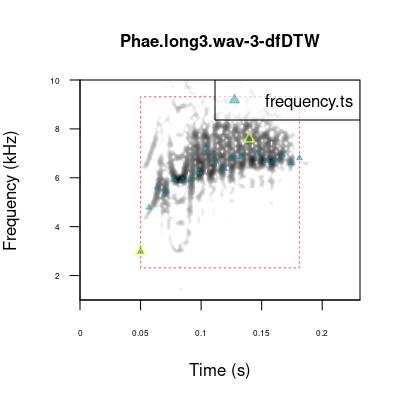 Phae.long3.wav-3-dfDTW
frequency.ts
Frequency (kHz)
10
8
6
4
2
0
0.05
0.1
0.15
0.2
Time (s)